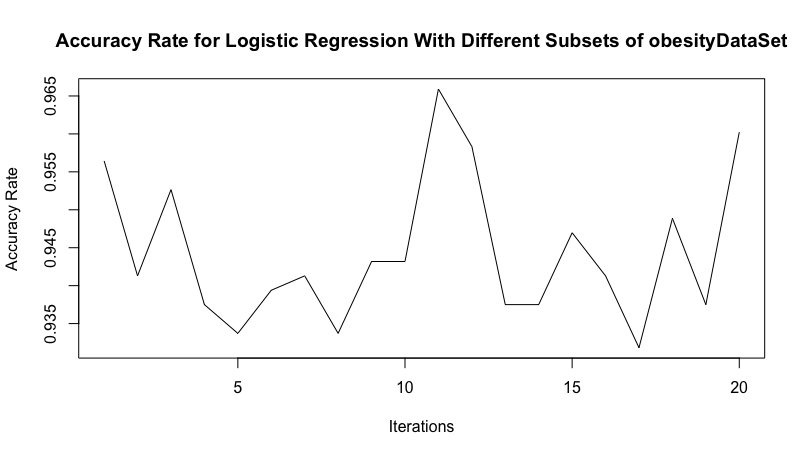 Accuracy Rate for Logistic Regression With Different Subsets of obesityDataSet
Accuracy Rate
0.965
0.955
0.945
0.935
5 10 15 20
Iterations